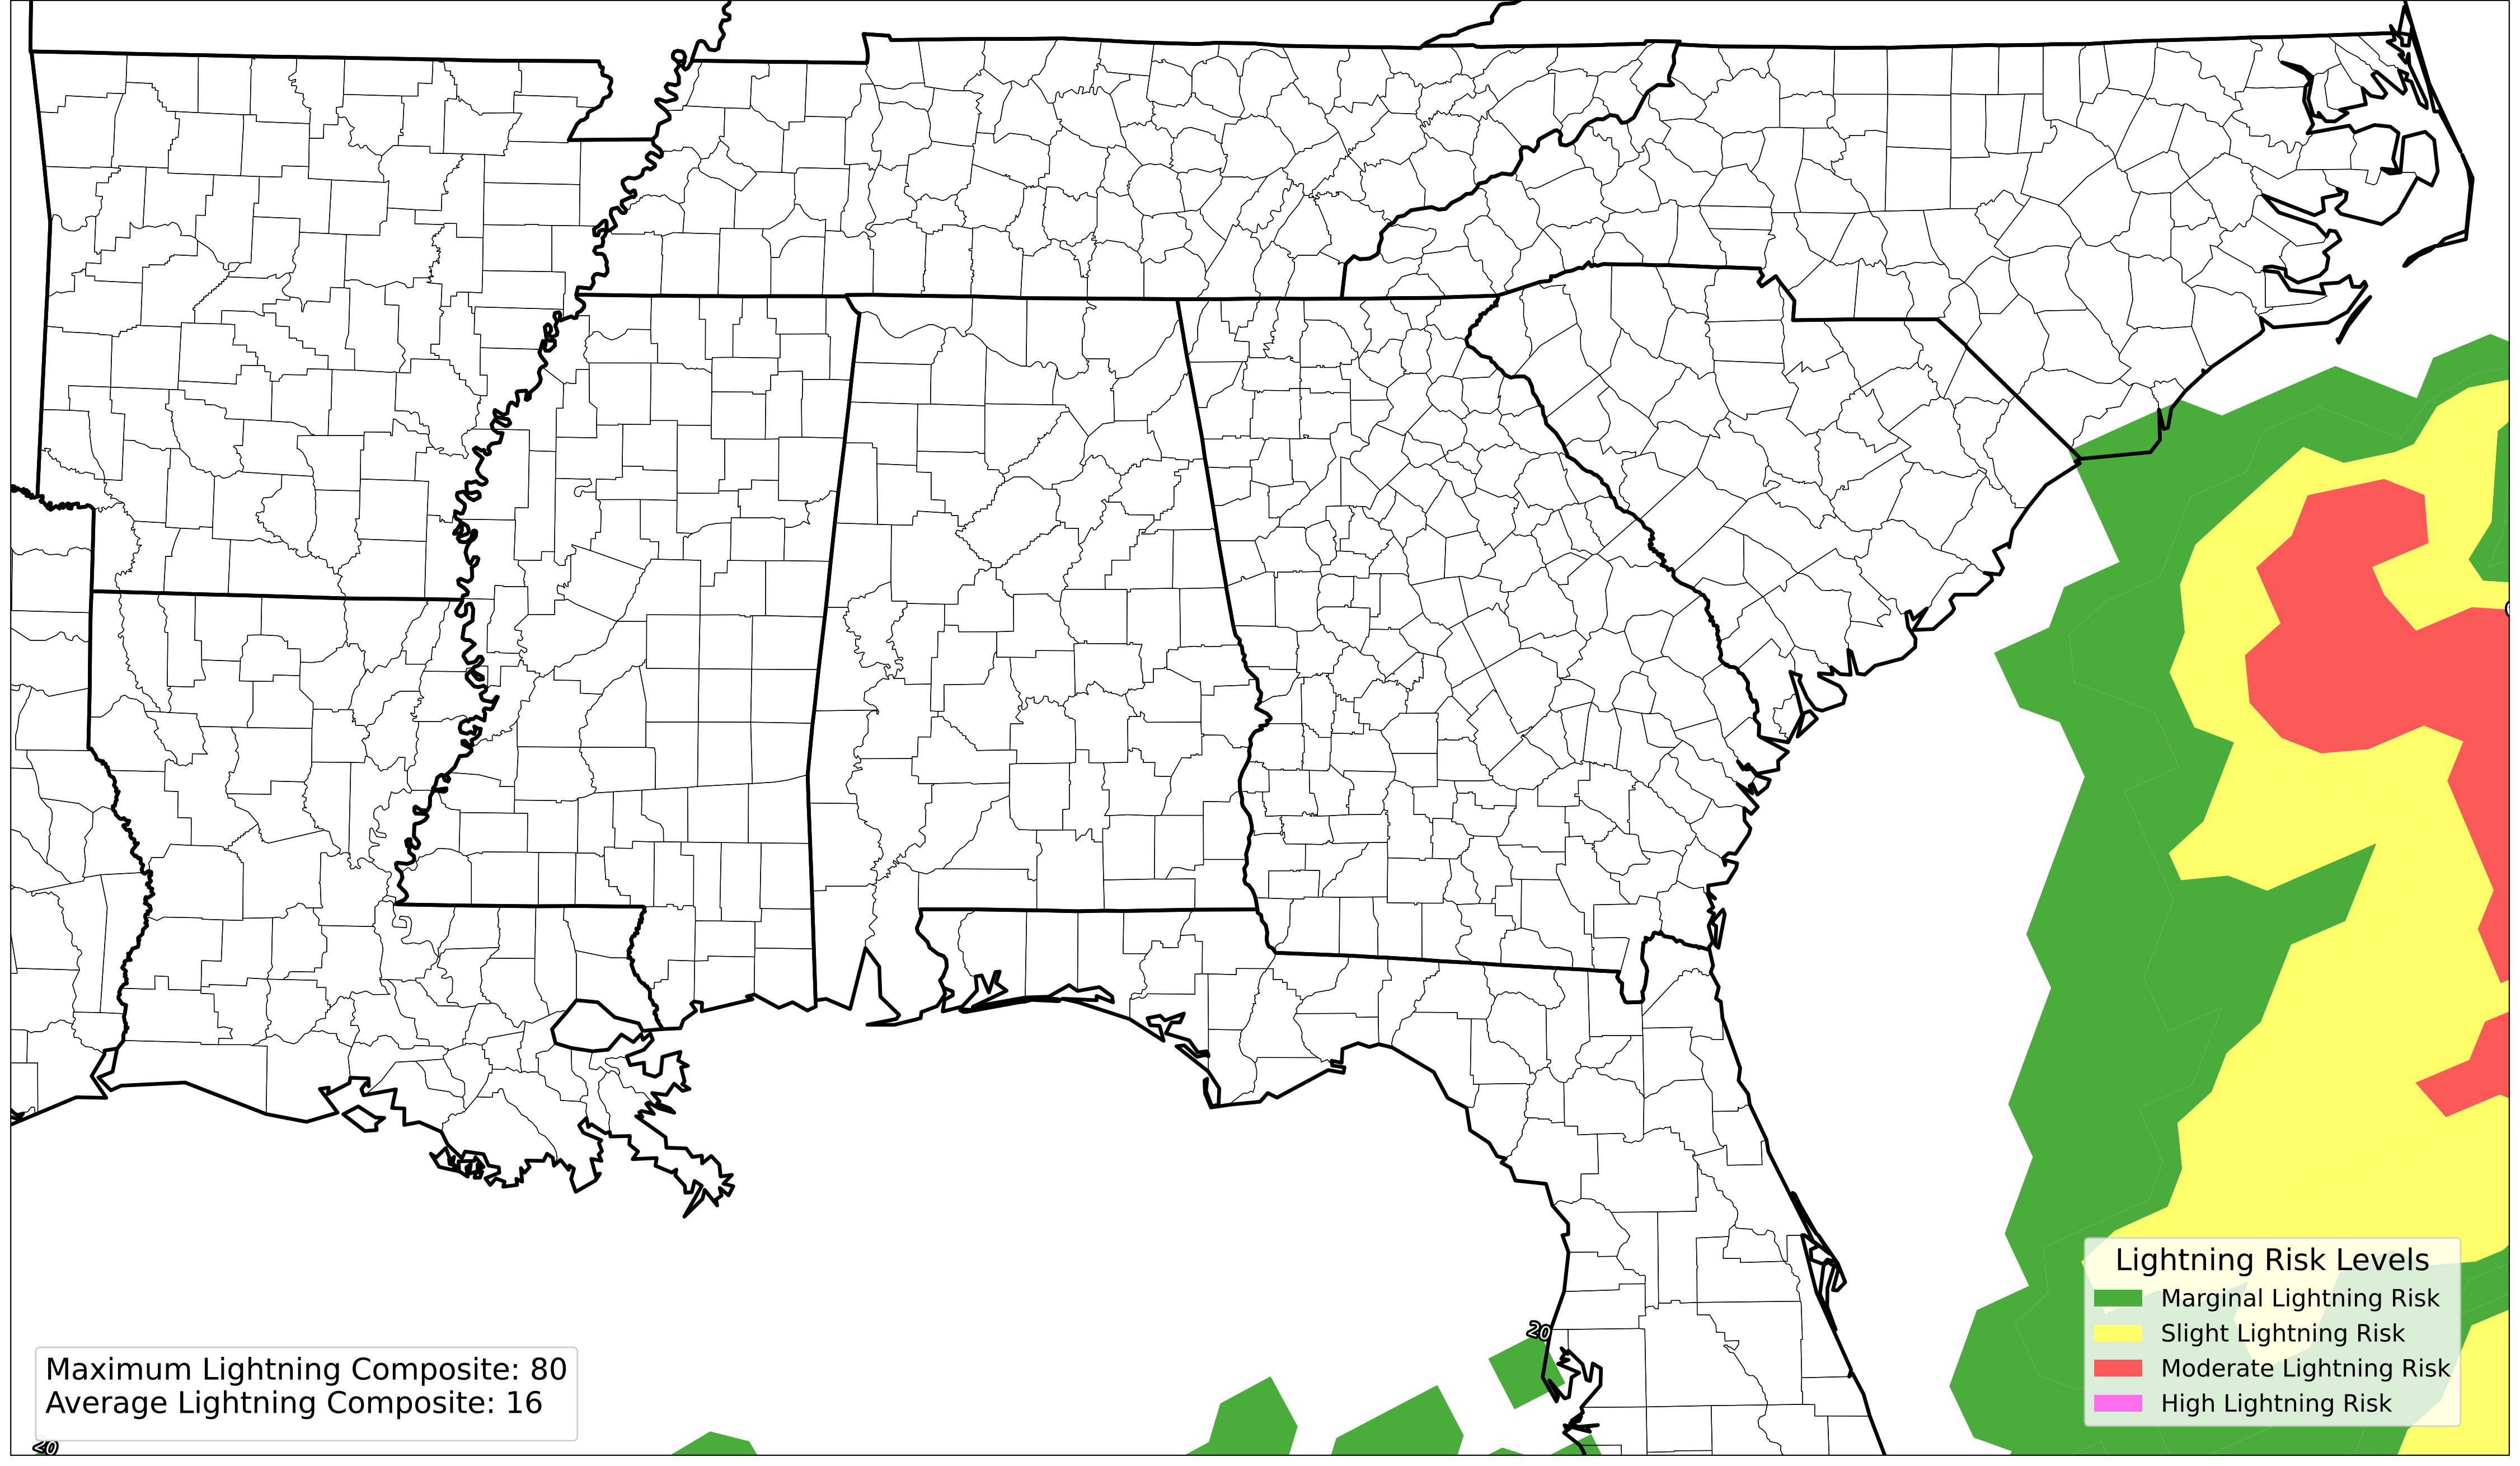 20
Lightning Risk Levels
Marginal Lightning Risk
Slight Lightning Risk
Moderate Lightning Risk
High Lightning Risk
Maximum Lightning Composite: 80
Average Lightning Composite: 16
20